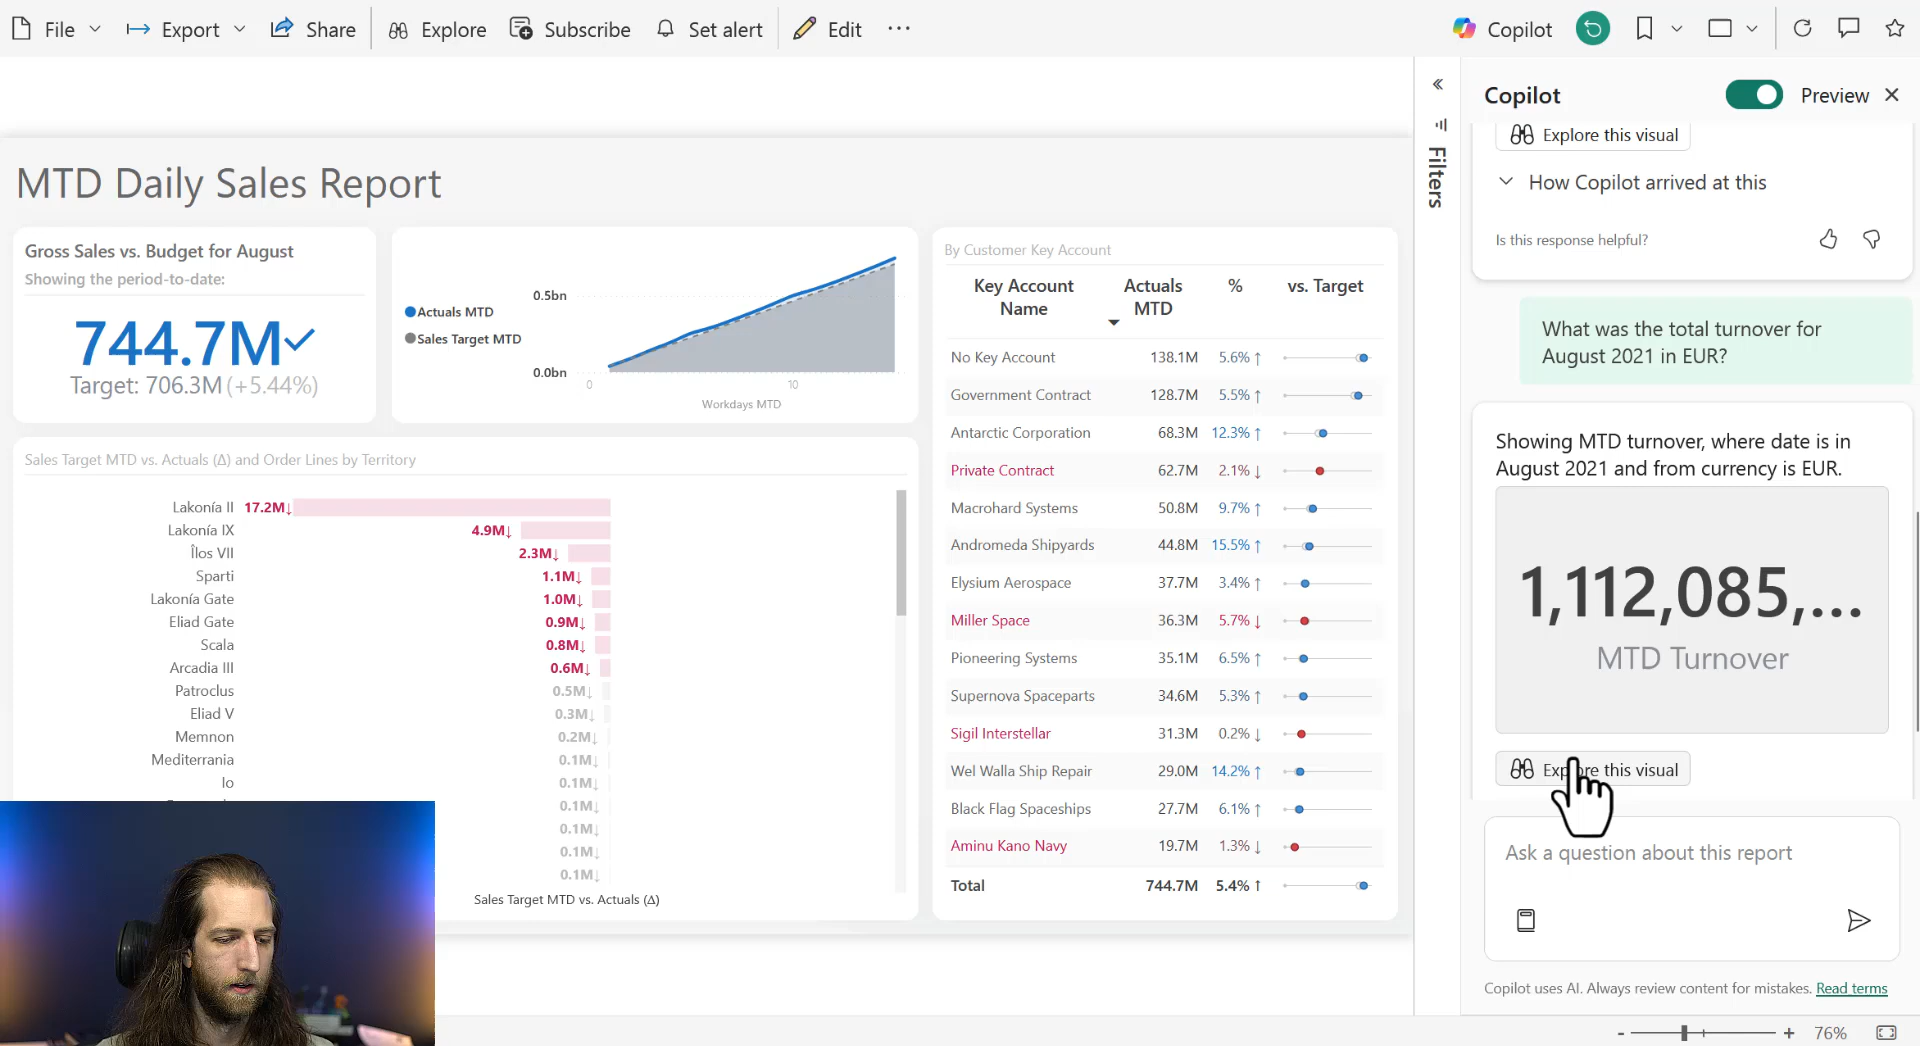 File
Export
Share
Explore
Subscribe
Set alert
Edit
Copilot
MTD Daily Sales Report
Gross Sales vs. Budget for August
Showing the period-to-date:
744.7M
Target: 706.3M (+5.44%)
Actuals MTD
Sales Target MTD
0.5bn
0.0bn
0
10
Workdays MTD
Sales Target MTD vs. Actuals (Δ) and Order Lines by Territory
Lakonía II 17.2M↓
Lakonía IX 4.9M↓
Îlos VII 2.3M↓
Sparti 1.1M↓
Lakonía Gate 1.0M↓
Eliad Gate 0.9M↓
Scala 0.8M↓
Arcadia III 0.6M↓
Patroclus 0.5M↓
Eliad V 0.3M↓
Memnon 0.2M↓
Mediterrania 0.1M↓
Io 0.1M↓
0.1M↓
0.1M↓
0.1M↓
0.1M↓
Sales Target MTD vs. Actuals (Δ)
By Customer Key Account
Key Account Name Actuals MTD % vs. Target
No Key Account 138.1M 5.6% ↑
Government Contract 128.7M 5.5% ↑
Antarctic Corporation 68.3M 12.3% ↑
Private Contract 62.7M 2.1% ↓
Macrohard Systems 50.8M 9.7% ↑
Andromeda Shipyards 44.8M 15.5% ↑
Elysium Aerospace 37.7M 3.4% ↑
Miller Space 36.3M 5.7% ↓
Pioneering Systems 35.1M 6.5% ↑
Supernova Spaceparts 34.6M 5.3% ↑
Sigil Interstellar 31.3M 0.2% ↓
Wel Walla Ship Repair 29.0M 14.2% ↑
Black Flag Spaceships 27.7M 6.1% ↑
Aminu Kano Navy 19.7M 1.3% ↓
Total 744.7M 5.4% ↑
Filters
Copilot
Preview
Explore this visual
How Copilot arrived at this
Is this response helpful?
What was the total turnover for
August 2021 in EUR?
Showing MTD turnover, where date is in
August 2021 and from currency is EUR.
1,112,085,...
MTD Turnover
Explore this visual
Ask a question about this report
Copilot uses AI. Always review content for mistakes. Read terms
- + 76%